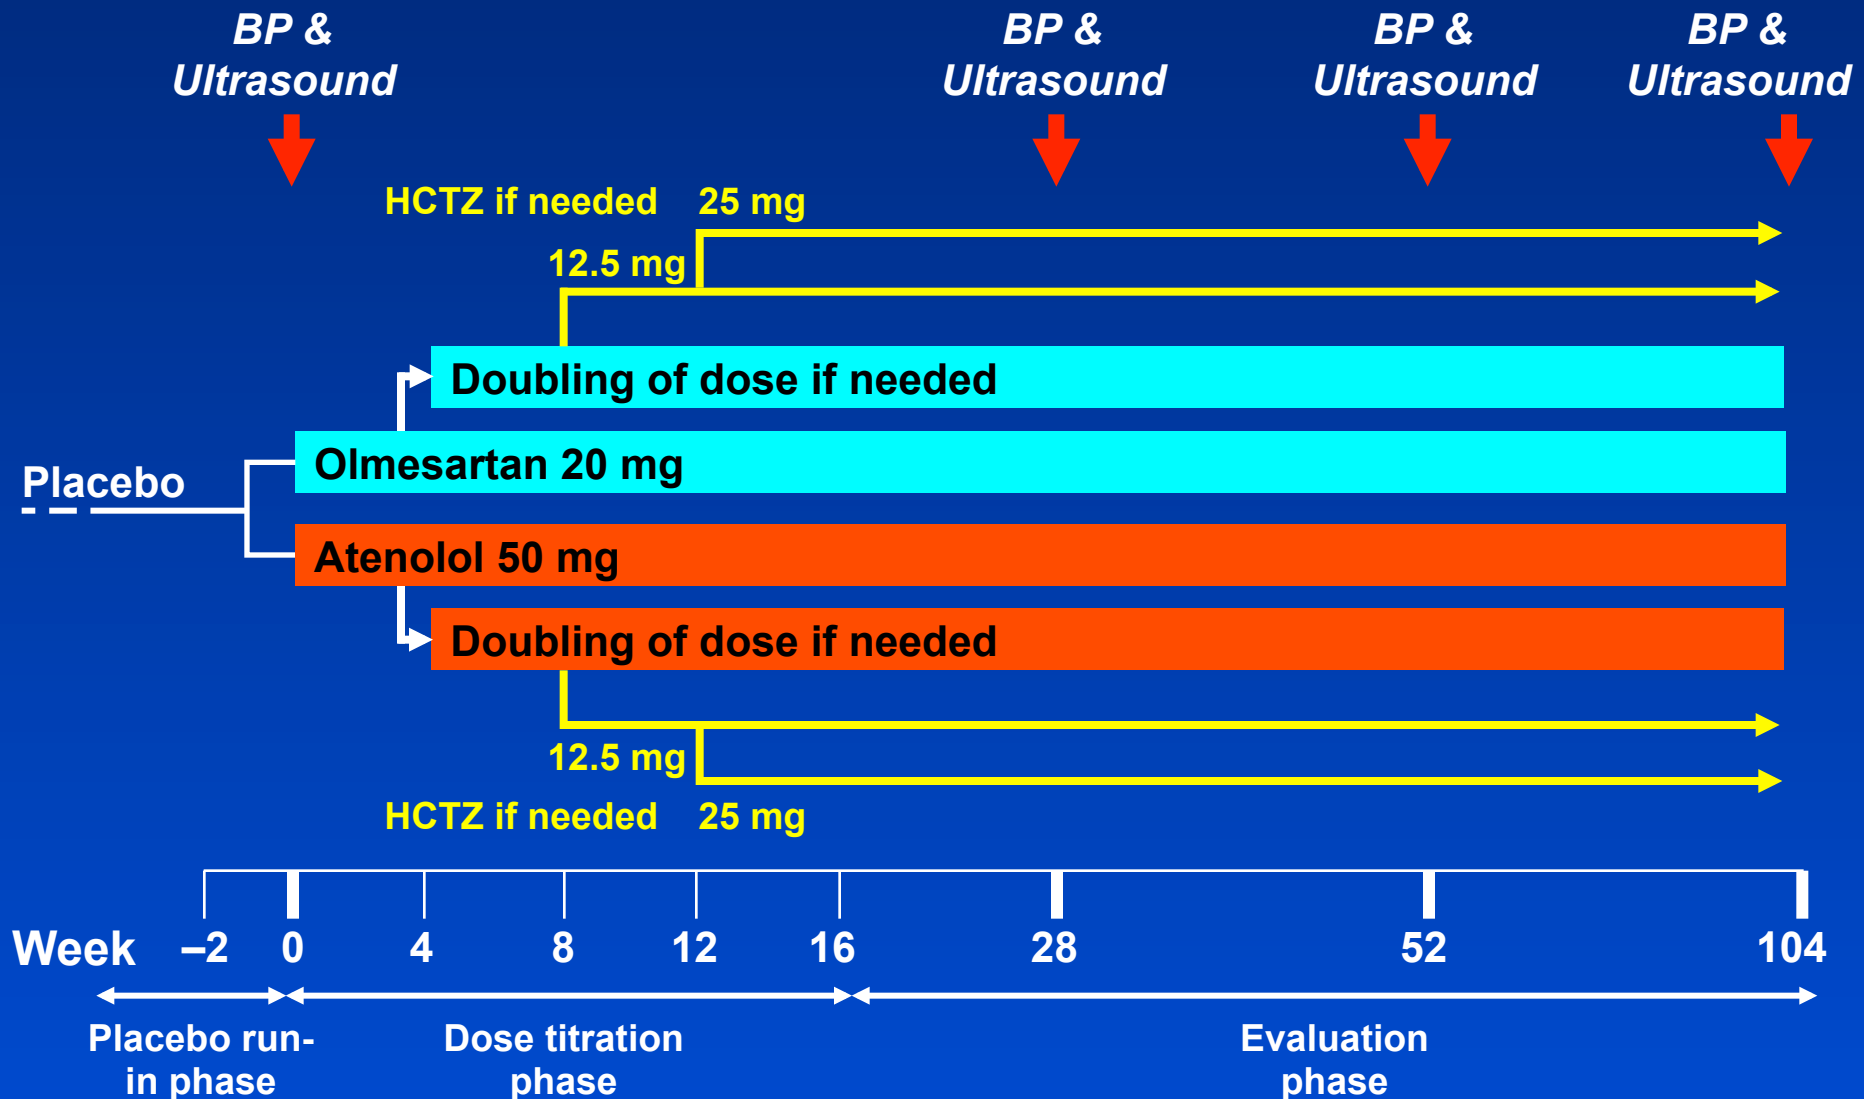 BP &
Ultrasound
BP &
Ultrasound
BP &
Ultrasound
BP &
Ultrasound
HCTZ if needed 25 mg
12.5 mg
Doubling of dose if needed
Olmesartan 20 mg
Placebo
Atenolol 50 mg
Doubling of dose if needed
12.5 mg
HCTZ if needed 25 mg
Week –2 0 4 8 12 16 28 52 104
Placebo run-
in phase
Dose titration
phase
Evaluation
phase